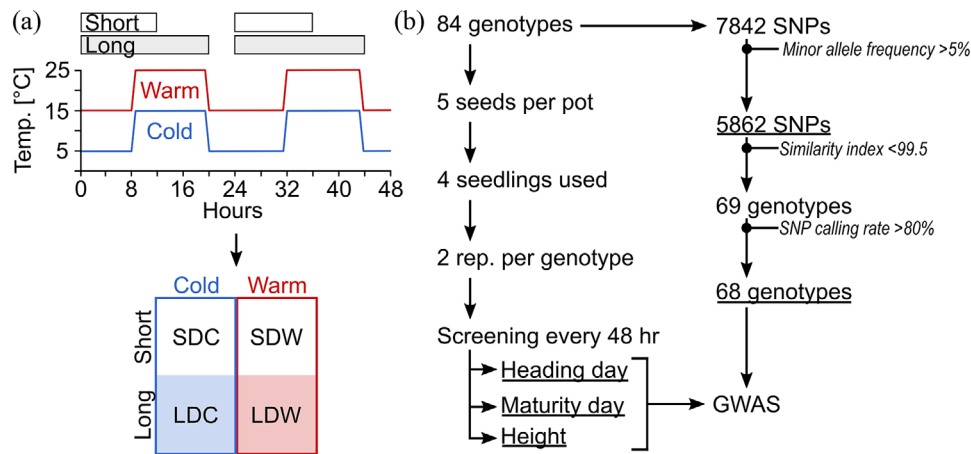 (a)
Short
Long
Temp. [°C]
25
15
5
Warm
Cold
0 8 16 24 32 40 48
Hours
Cold Warm
Short
SDC SDW
Long
LDC LDW
(b)
84 genotypes
5 seeds per pot
4 seedlings used
2 rep. per genotype
Screening every 48 hr
Heading day
Maturity day
Height
7842 SNPs
Minor allele frequency >5%
5862 SNPs
Similarity index <99.5
69 genotypes
SNP calling rate >80%
68 genotypes
GWAS